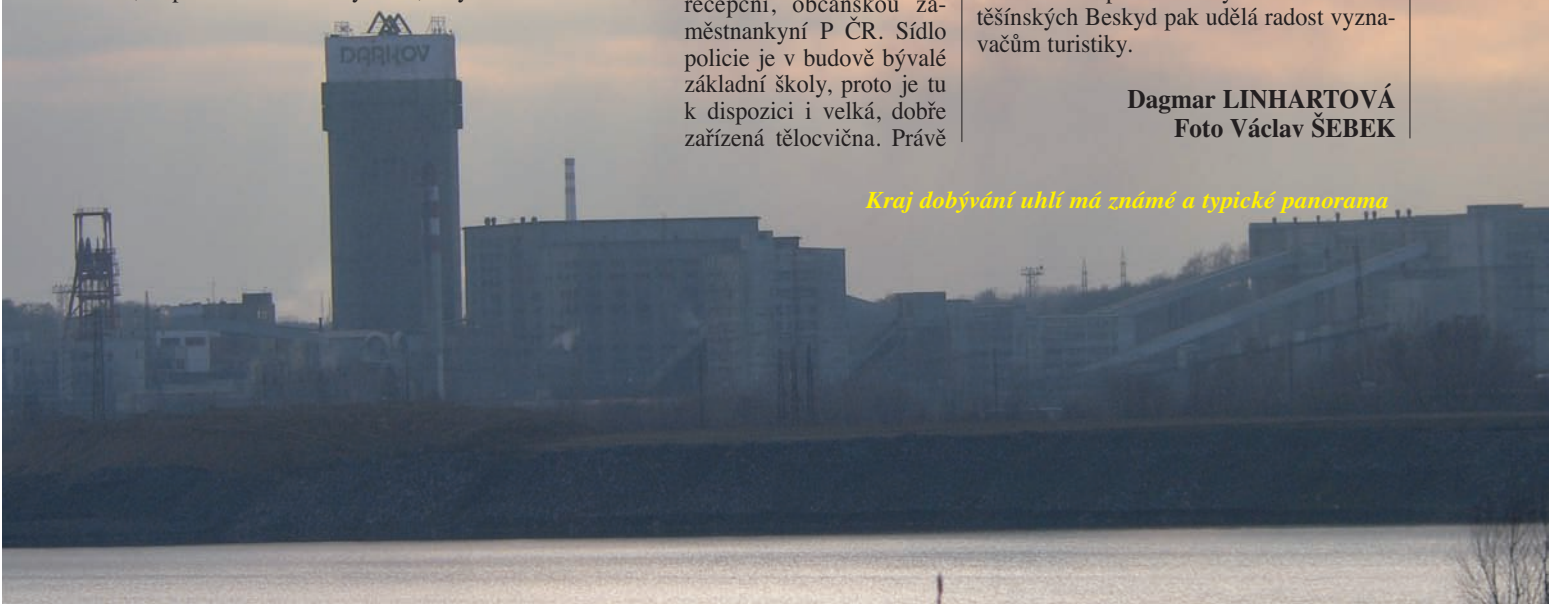 DARKOV
recepční, občanskou za-
městnankyní P ČR. Sídlo
policie je v budově bývalé
základní školy, proto je tu
k dispozici i velká, dobře
zařízená tělocvična. Právě
těšínských Beskyd pak udělá radost vyzna-
vačům turistiky.
Dagmar LINHARTOVÁ
Foto Václav ŠEBEK
Kraj dobývání uhlí má známé a typické panorama